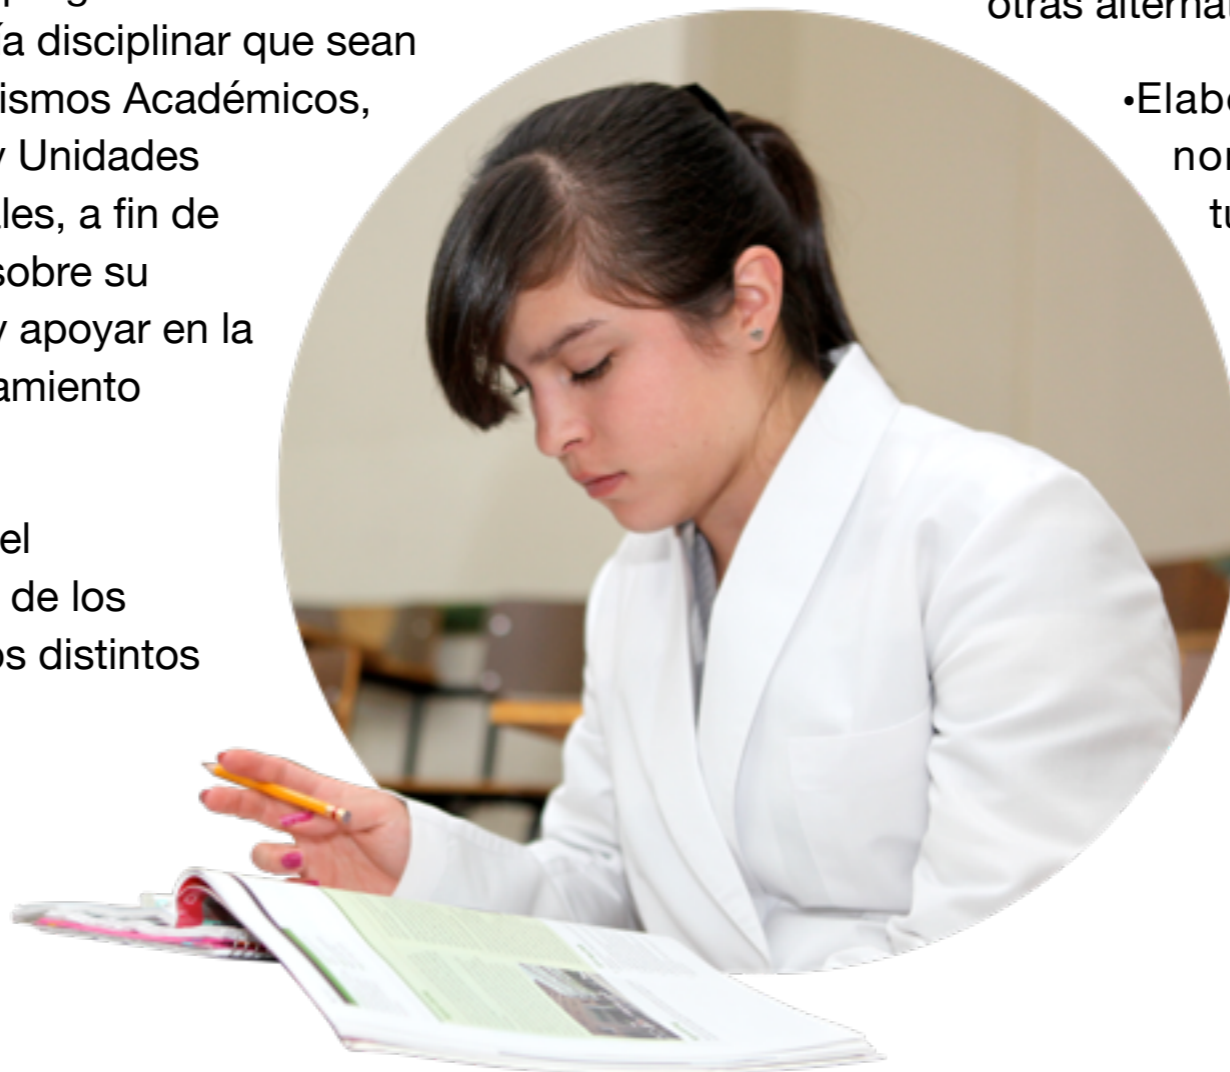 ía disciplinar que sean
ismos Académicos,
y Unidades
les, a fin de
sobre su
y apoyar en la
amiento
el
de los
os distintos
otras alterna
•Elab
nor
tu